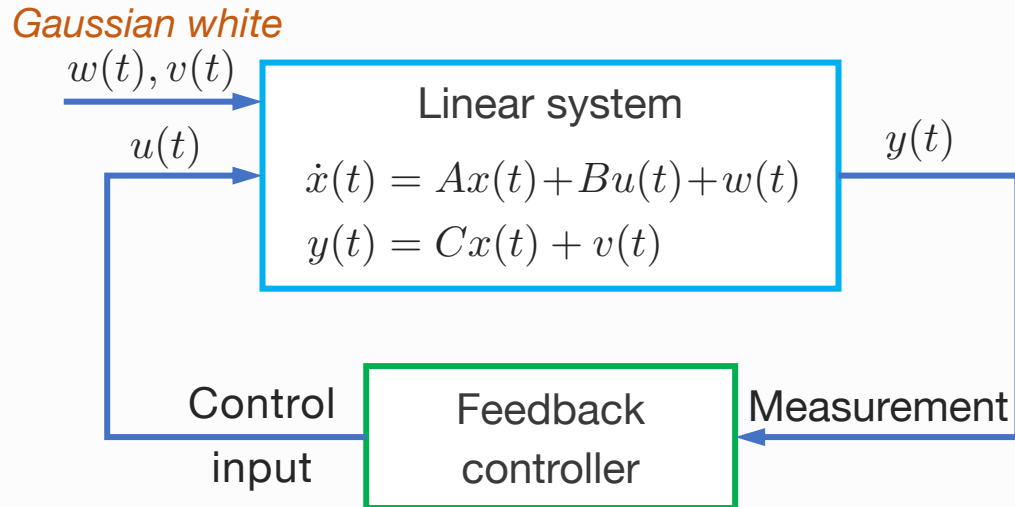 Gaussian white
w(t), v(t)
Linear system
u(t)
y(t)
ẋ(t) = Ax(t)+Bu(t)+w(t)
y(t) = Cx(t) + v(t)
Control
input
Feedback
controller
Measurement